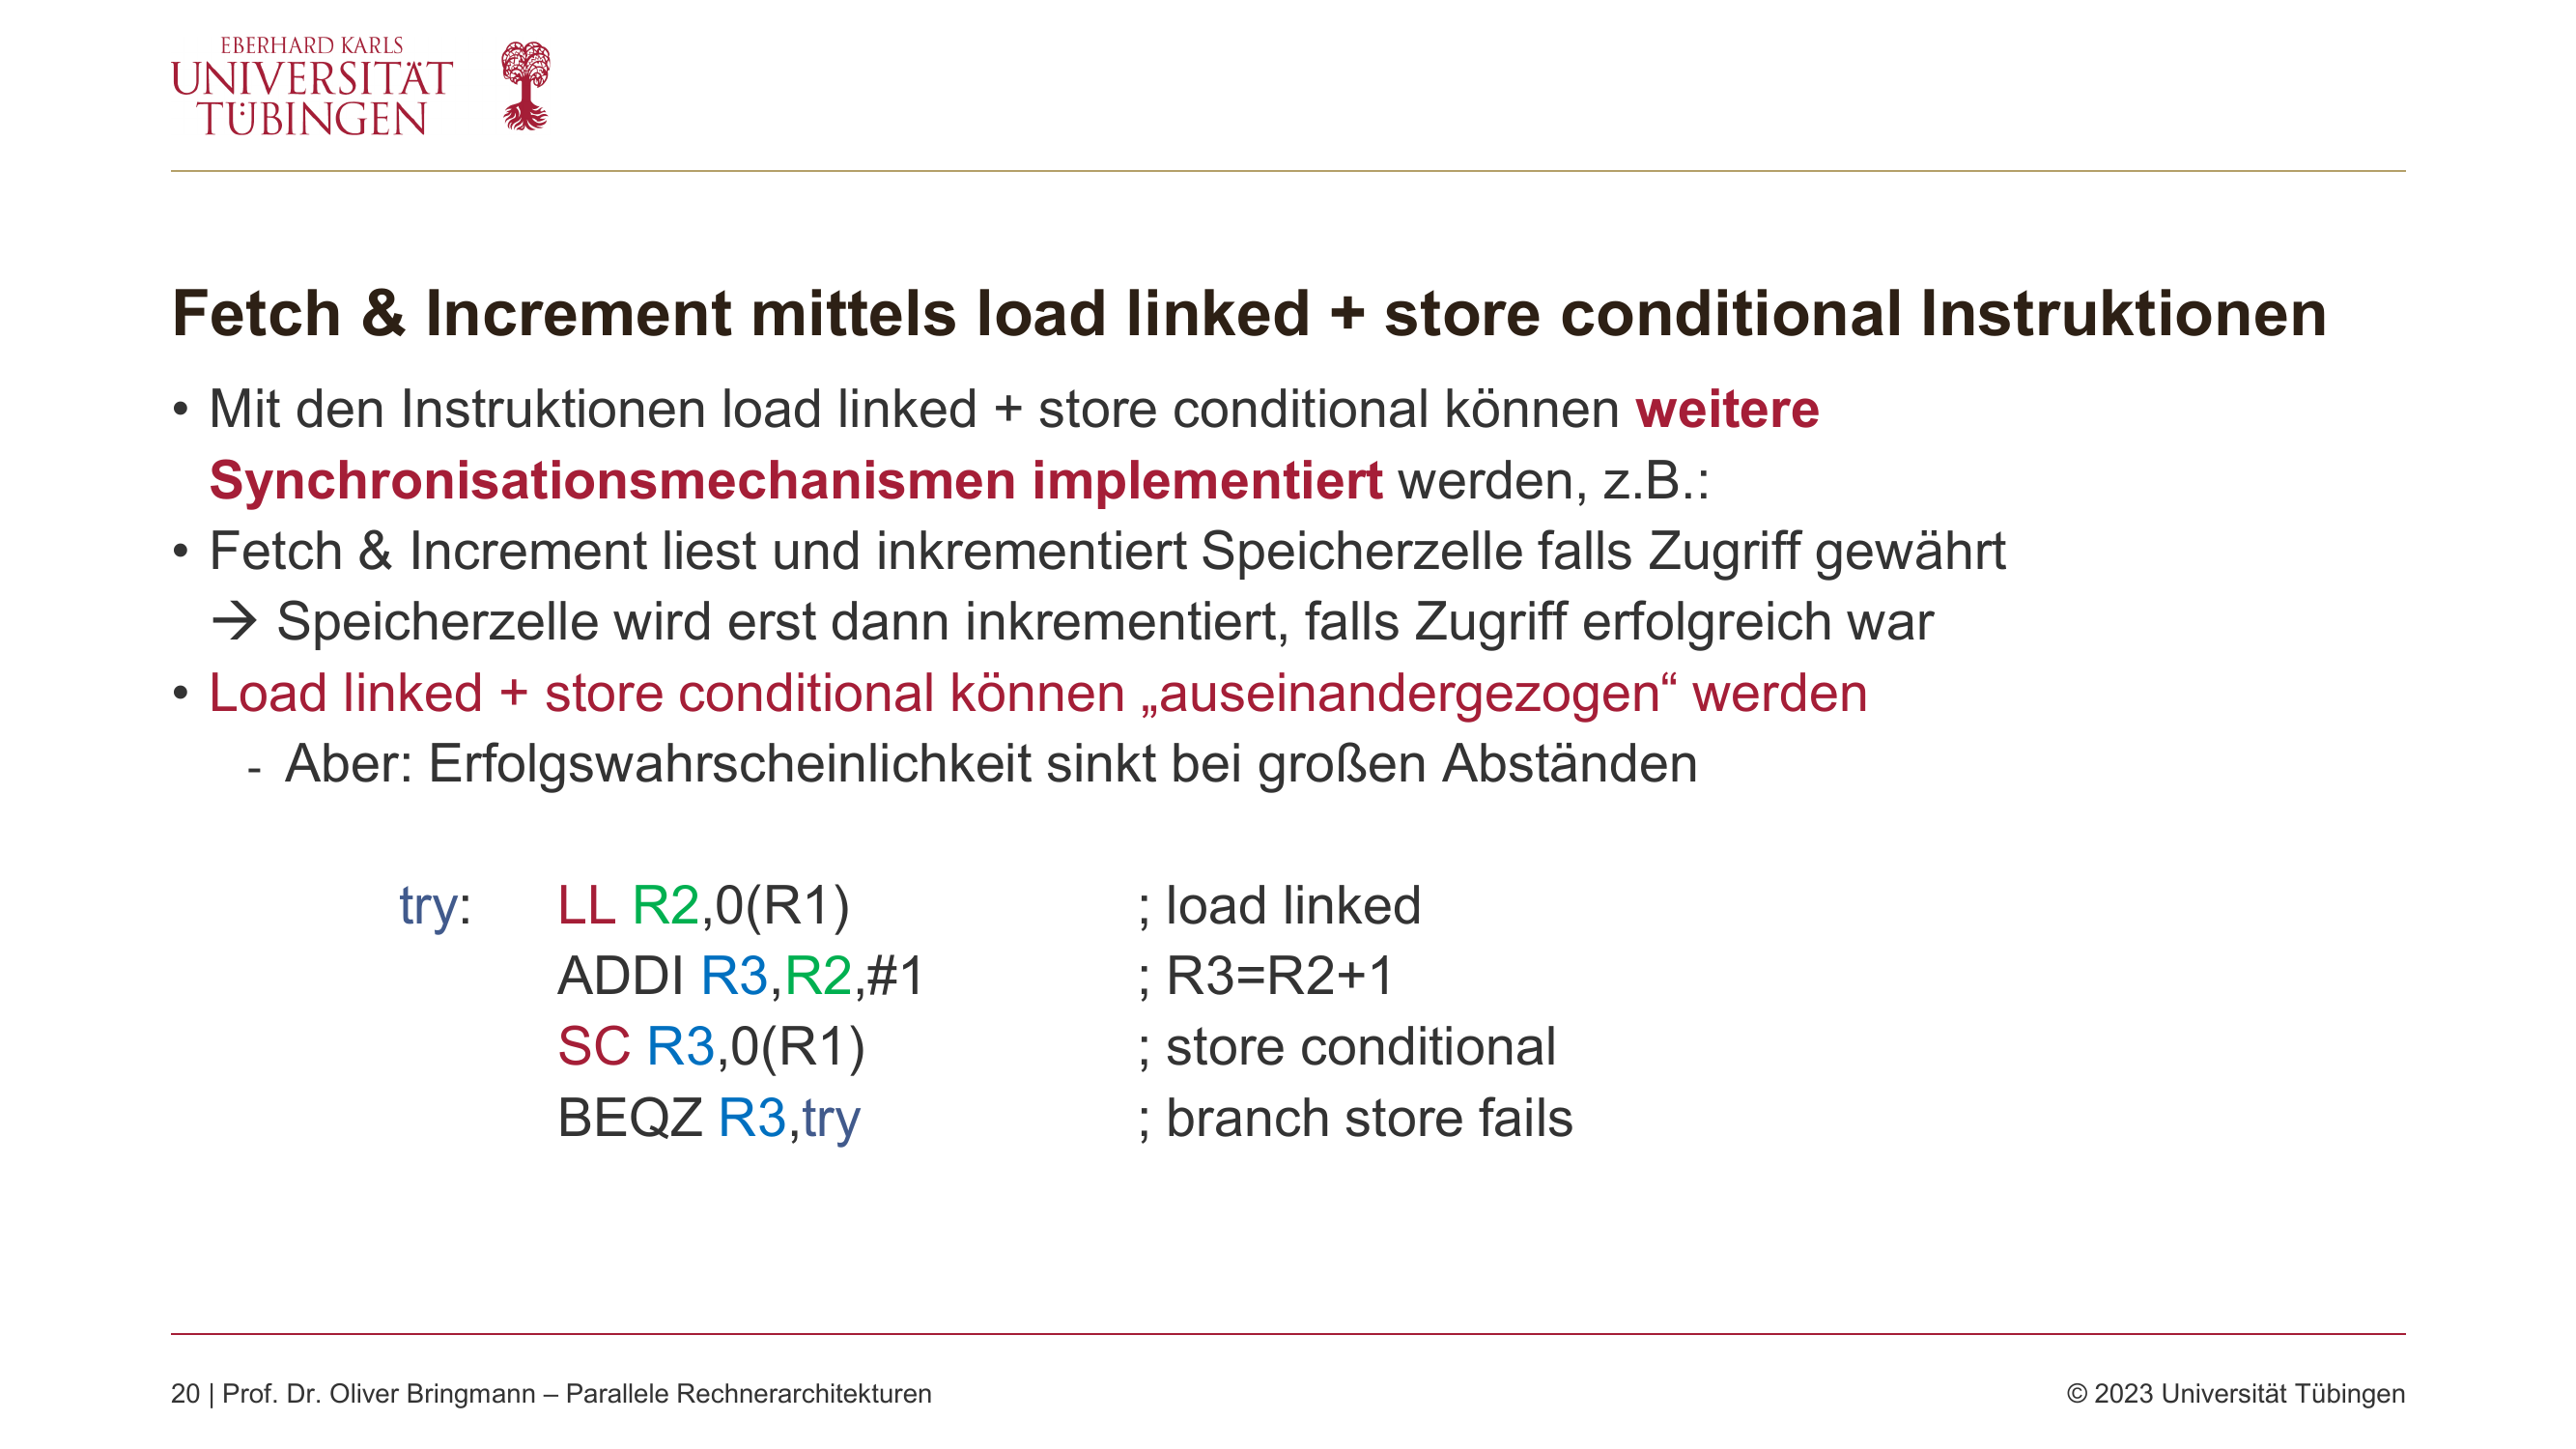 EBERHARD KARLS
UNIVERSITÄT
TÜBINGEN
Fetch & Increment mittels load linked + store conditional Instruktionen
• Mit den Instruktionen load linked + store conditional können weitere
Synchronisationsmechanismen implementiert werden, z.B.:
• Fetch & Increment liest und inkrementiert Speicherzelle falls Zugriff gewährt
→ Speicherzelle wird erst dann inkrementiert, falls Zugriff erfolgreich war
• Load linked + store conditional können „auseinandergezogen“ werden
- Aber: Erfolgswahrscheinlichkeit sinkt bei großen Abständen
try: LL R2,0(R1) ; load linked
ADDI R3,R2,#1 ; R3=R2+1
SC R3,0(R1) ; store conditional
BEQZ R3,try ; branch store fails
20 | Prof. Dr. Oliver Bringmann – Parallele Rechnerarchitekturen © 2023 Universität Tübingen